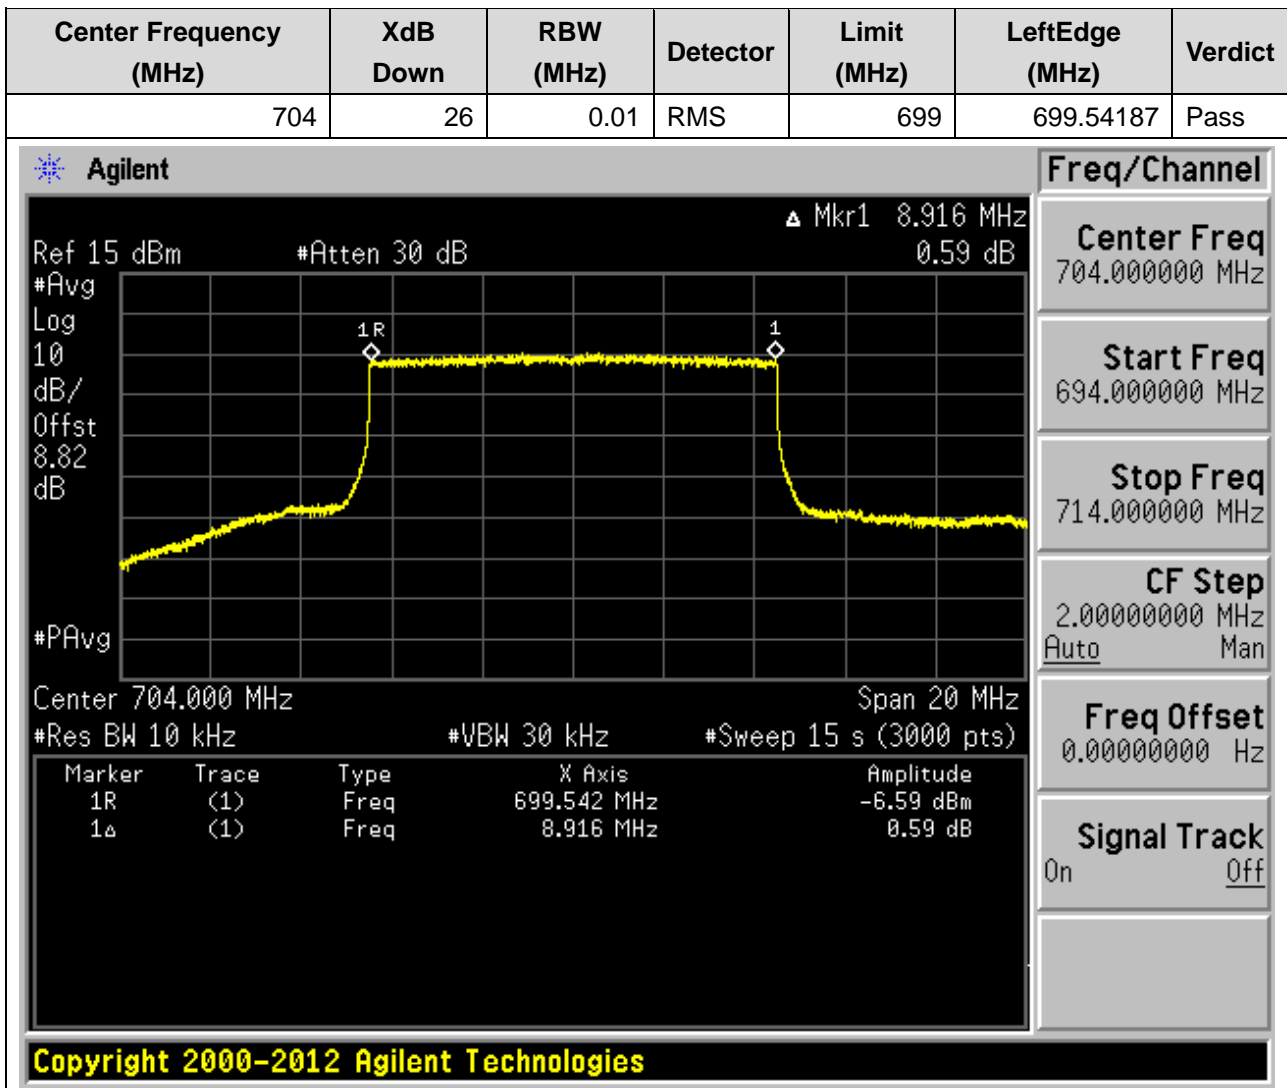 Center Frequency (MHz) XdB Down RBW (MHz) Detector Limit (MHz) LeftEdge (MHz) Verdict
704 26 0.01 RMS 699 699.54187 Pass
Agilent
Freq/Channel
△ Mkr1 8.916 MHz
Ref 15 dBm #Atten 30 dB 0.59 dB
#Avg
Log
10
dB/
Offst
8.82
dB
1R
1
#PAvg
Center 704.000 MHz Span 20 MHz
#Res BW 10 kHz #VBW 30 kHz #Sweep 15 s (3000 pts)
Marker Trace Type X Axis Amplitude
1R (1) Freq 699.542 MHz -6.59 dBm
1△ (1) Freq 8.916 MHz 0.59 dB
Center Freq
704.000000 MHz
Start Freq
694.000000 MHz
Stop Freq
714.000000 MHz
CF Step
2.00000000 MHz
Auto Man
Freq Offset
0.00000000 Hz
Signal Track
On Off
Copyright 2000-2012 Agilent Technologies